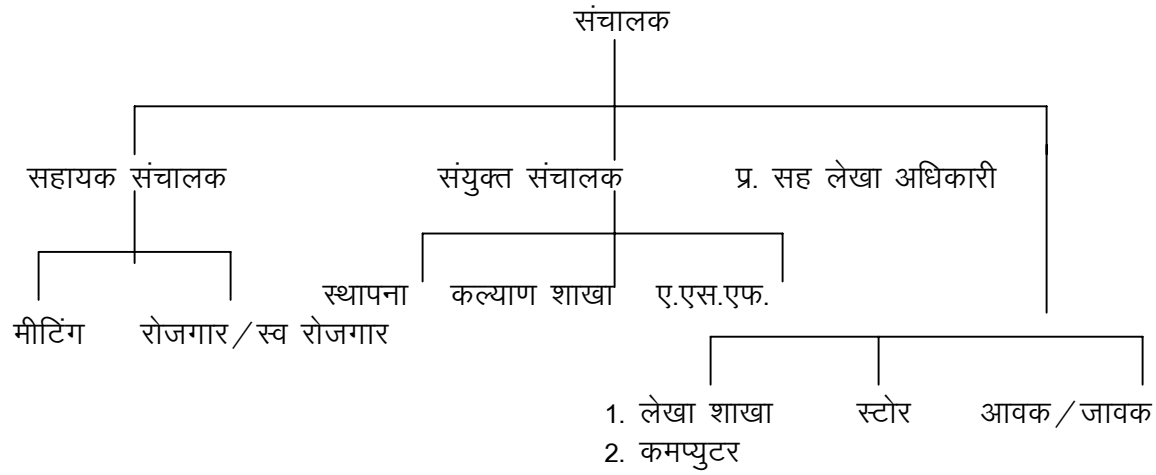 संचालक
सहायक संचालक संयुक्त संचालक प्र. सह लेखा अधिकारी
स्थापना कल्याण शाखा ए.एस.एफ.
मीटिंग रोजगार/स्व रोजगार
1. लेखा शाखा स्टोर आवक/जावक
2. कमप्युटर